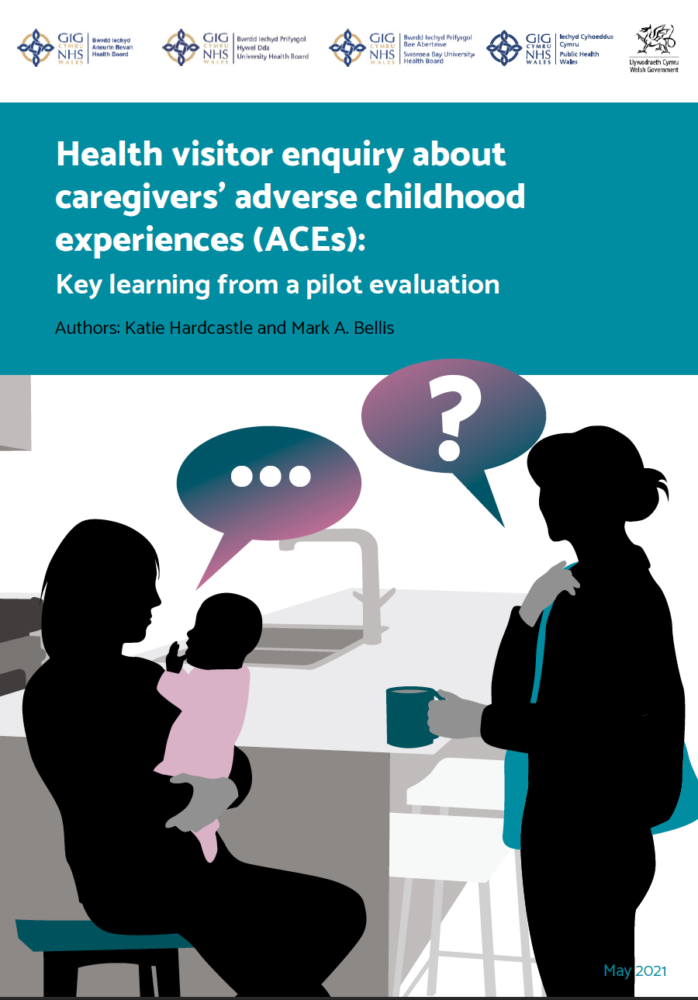 GIG
CYMRU
NHS
WALES
Bwrdd Iechyd
Aneurin Bevan
Health Board
GIG
CYMRU
NHS
WALES
Bwrdd Iechyd Prifysgol
Hywel Dda
University Health Board
GIG
CYMRU
NHS
WALES
Bwrdd Iechyd Prifysgol
Bae Abertawe
Swansea Bay University
Health Board
GIG
CYMRU
NHS
WALES
Iechyd Cyhoeddus
Cymru
Public Health
Wales
Llywodraeth Cymru
Welsh Government
Health visitor enquiry about
caregivers’ adverse childhood
experiences (ACEs):
Key learning from a pilot evaluation
Authors: Katie Hardcastle and Mark A. Bellis
?
May 2021